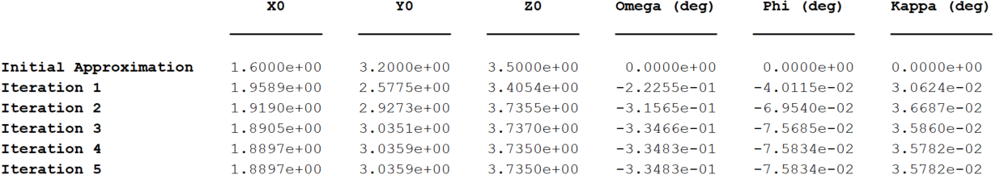 X0 Y0 Z0 Omega (deg) Phi (deg) Kappa (deg)
Initial Approximation 1.6000e+00 3.2000e+00 3.5000e+00 0.0000e+00 0.0000e+00 0.0000e+00
Iteration 1 1.9589e+00 2.5775e+00 3.4054e+00 -2.2255e-01 -4.0115e-02 3.0624e-02
Iteration 2 1.9190e+00 2.9273e+00 3.7355e+00 -3.1565e-01 -6.9540e-02 3.6687e-02
Iteration 3 1.8905e+00 3.0351e+00 3.7370e+00 -3.3466e-01 -7.5685e-02 3.5860e-02
Iteration 4 1.8897e+00 3.0359e+00 3.7350e+00 -3.3483e-01 -7.5834e-02 3.5782e-02
Iteration 5 1.8897e+00 3.0359e+00 3.7350e+00 -3.3483e-01 -7.5834e-02 3.5782e-02